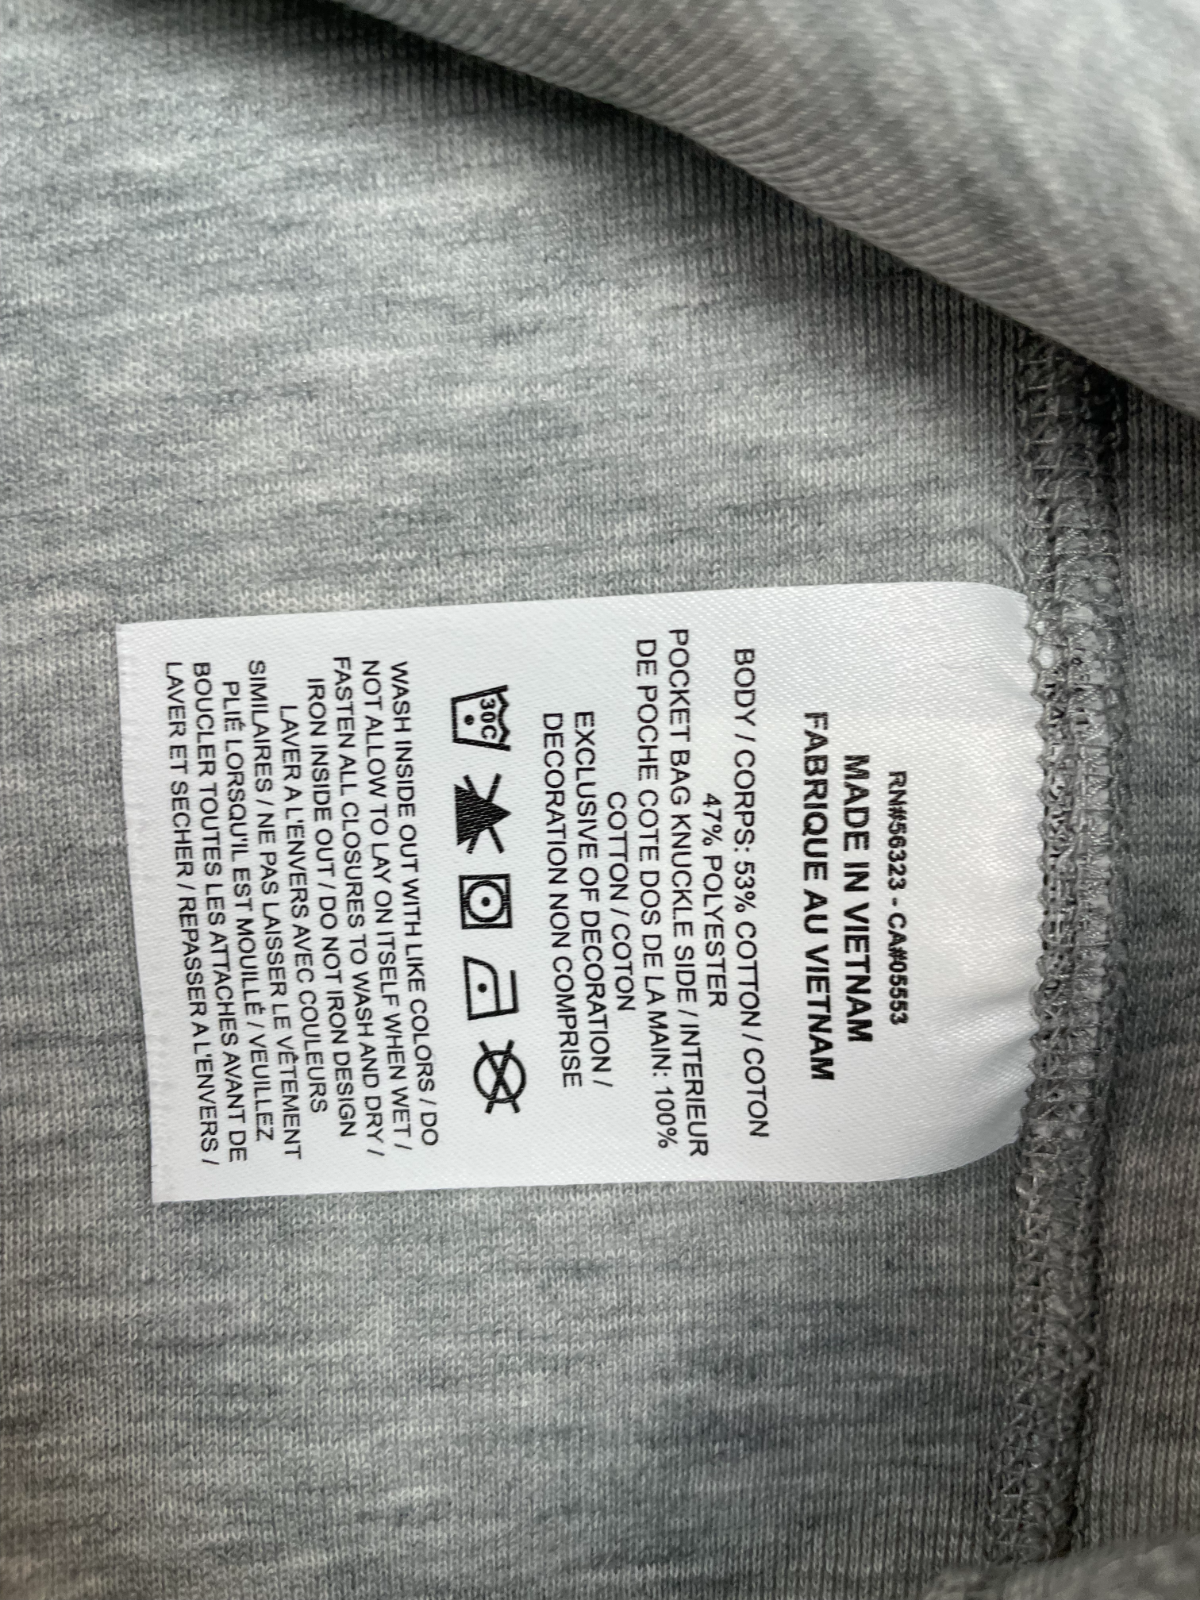 RN#56323 - CA#05553
MADE IN VIETNAM
FABRIQUE AU VIETNAM
BODY / CORPS: 53% COTTON / COTON
47% POLYESTER
POCKET BAG KNUCKLE SIDE / INTERIEUR
DE POCHE COTE DOS DE LA MAIN: 100%
COTTON / COTON
EXCLUSIVE OF DECORATION /
DECORATION NON COMPRISE
30C
WASH INSIDE OUT WITH LIKE COLORS / DO
NOT ALLOW TO LAY ON ITSELF WHEN WET /
FASTEN ALL CLOSURES TO WASH AND DRY /
IRON INSIDE OUT / DO NOT IRON DESIGN
LAVER A L'ENVERS AVEC COULEURS
SIMILAIRES / NE PAS LAISSER LE VÊTEMENT
PLIÉ LORSQU'IL EST MOUILLÉ / VEUILLEZ
BOUCLER TOUTES LES ATTACHES AVANT DE
LAVER ET SECHER / REPASSER A L'ENVERS /